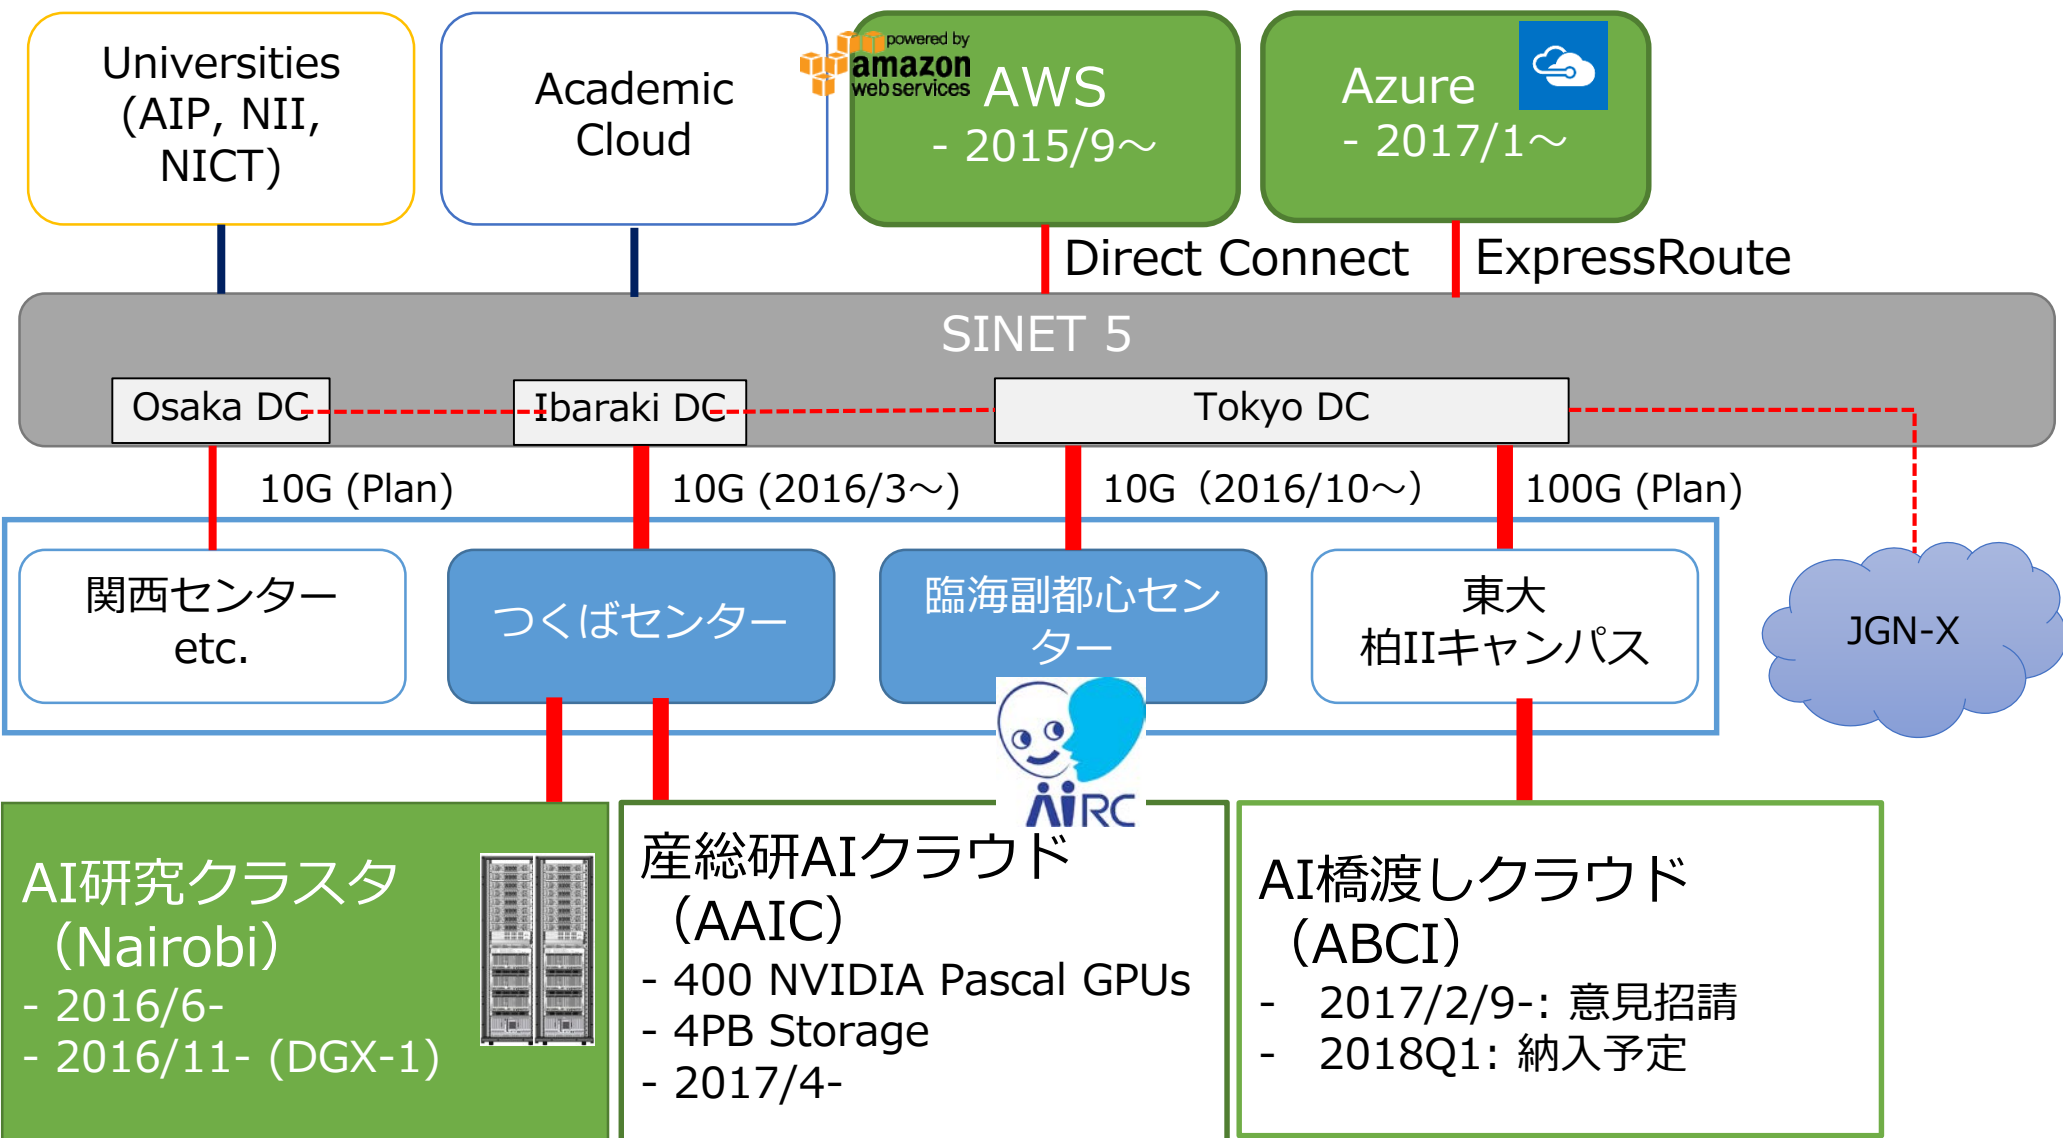 Universities
(AIP, NII,
NICT)
Academic
Cloud
powered by
amazon
web services
AWS
- 2015/9～
Azure
- 2017/1～
Direct Connect
ExpressRoute
SINET 5
Osaka DC
Ibaraki DC
Tokyo DC
10G (Plan)
10G (2016/3～)
10G（2016/10～）
100G (Plan)
関西センター
etc.
つくばセンター
臨海副都心セン
ター
東大
柏IIキャンパス
JGN-X
AiRC
AI研究クラスタ
（Nairobi）
- 2016/6-
- 2016/11- (DGX-1)
産総研AIクラウド
（AAIC）
- 400 NVIDIA Pascal GPUs
- 4PB Storage
- 2017/4-
AI橋渡しクラウド
（ABCI）
- 2017/2/9-: 意見招請
- 2018Q1: 納入予定